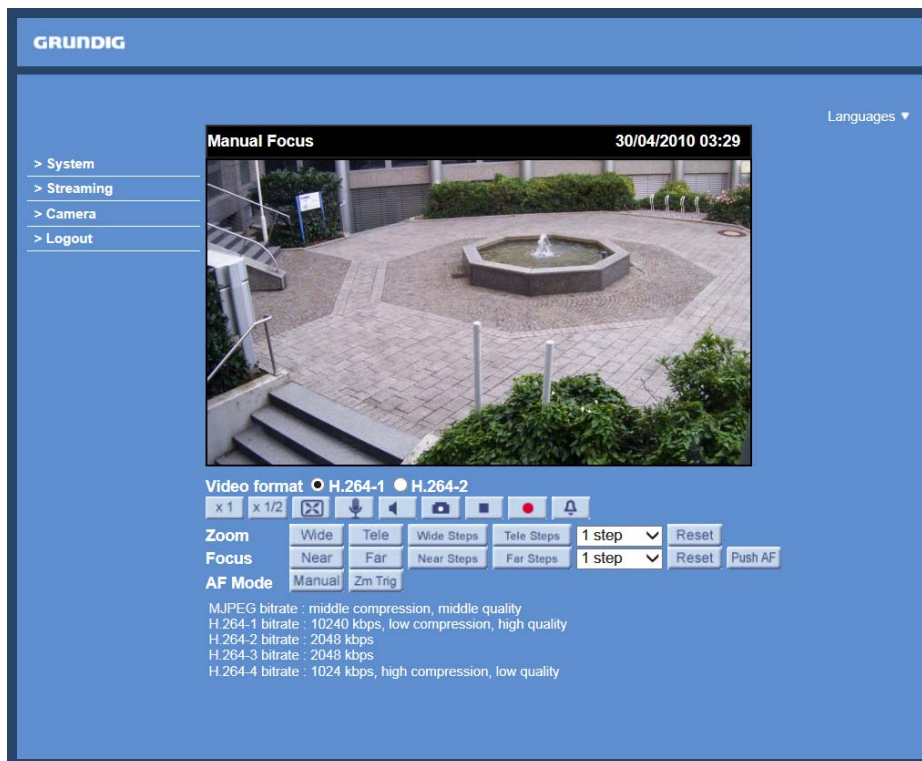 GRUNDIG
Languages ▼
Manual Focus 30/04/2010 03:29
> System
> Streaming
> Camera
> Logout
Video format H.264-1 H.264-2
x 1 x 1/2
Zoom Wide Tele Wide Steps Tele Steps 1 step Reset
Focus Near Far Near Steps Far Steps 1 step Reset Push AF
AF Mode Manual Zm Trig
MJPEG bitrate : middle compression, middle quality
H.264-1 bitrate : 10240 kbps, low compression, high quality
H.264-2 bitrate : 2048 kbps
H.264-3 bitrate : 2048 kbps
H.264-4 bitrate : 1024 kbps, high compression, low quality